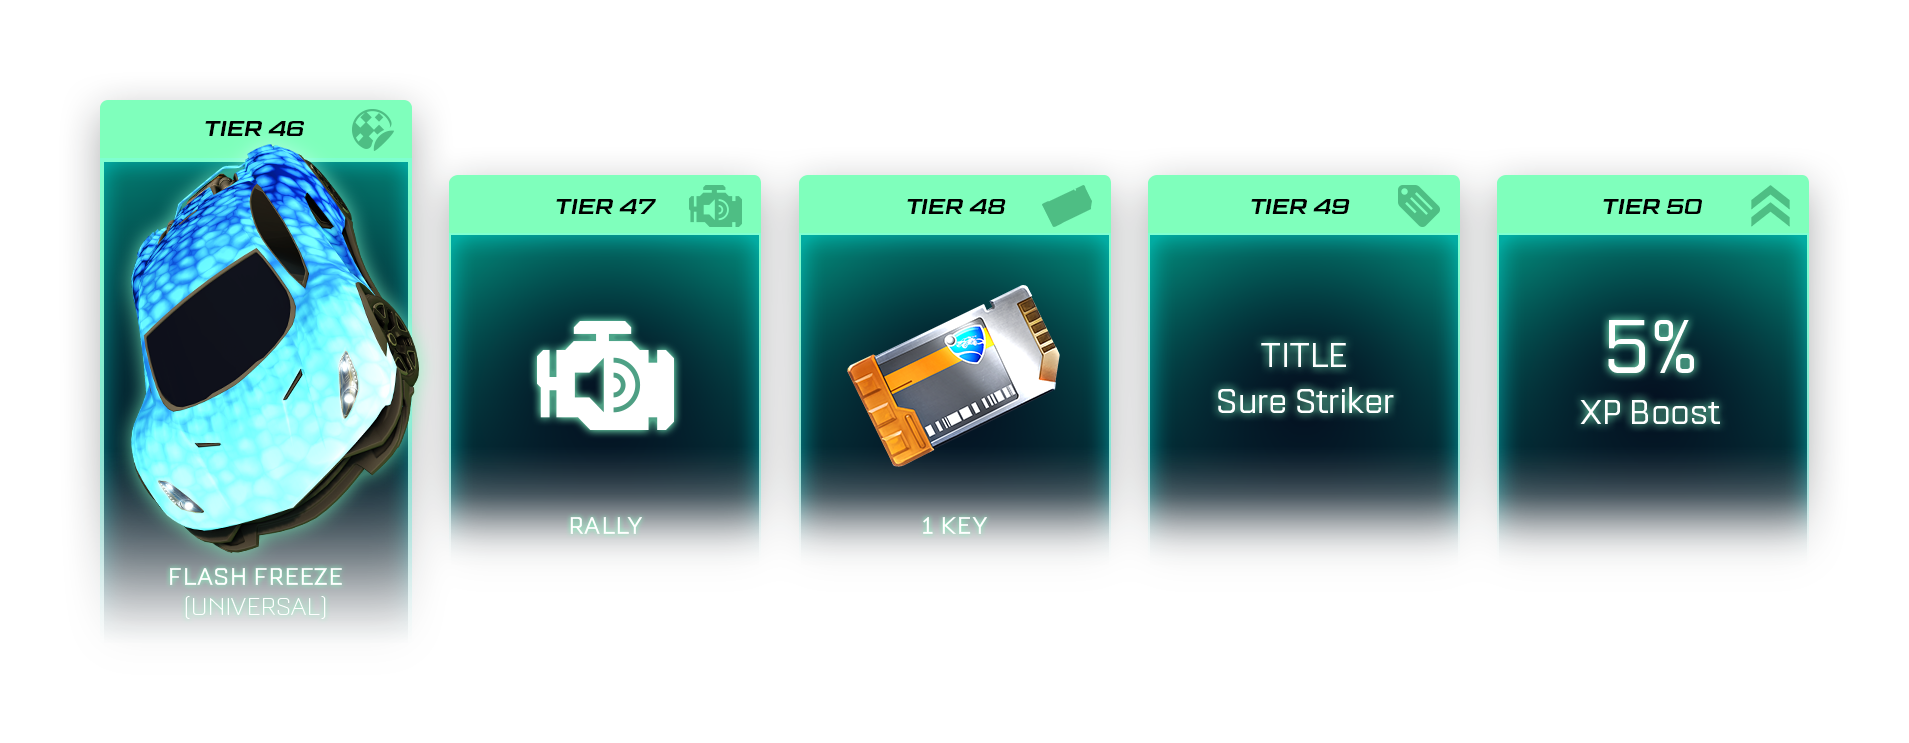 TIER 46
FLASH FREEZE
(UNIVERSAL)
TIER 47
RALLY
TIER 48
1 KEY
TIER 49
TITLE
Sure Striker
TIER 50
5%
XP Boost